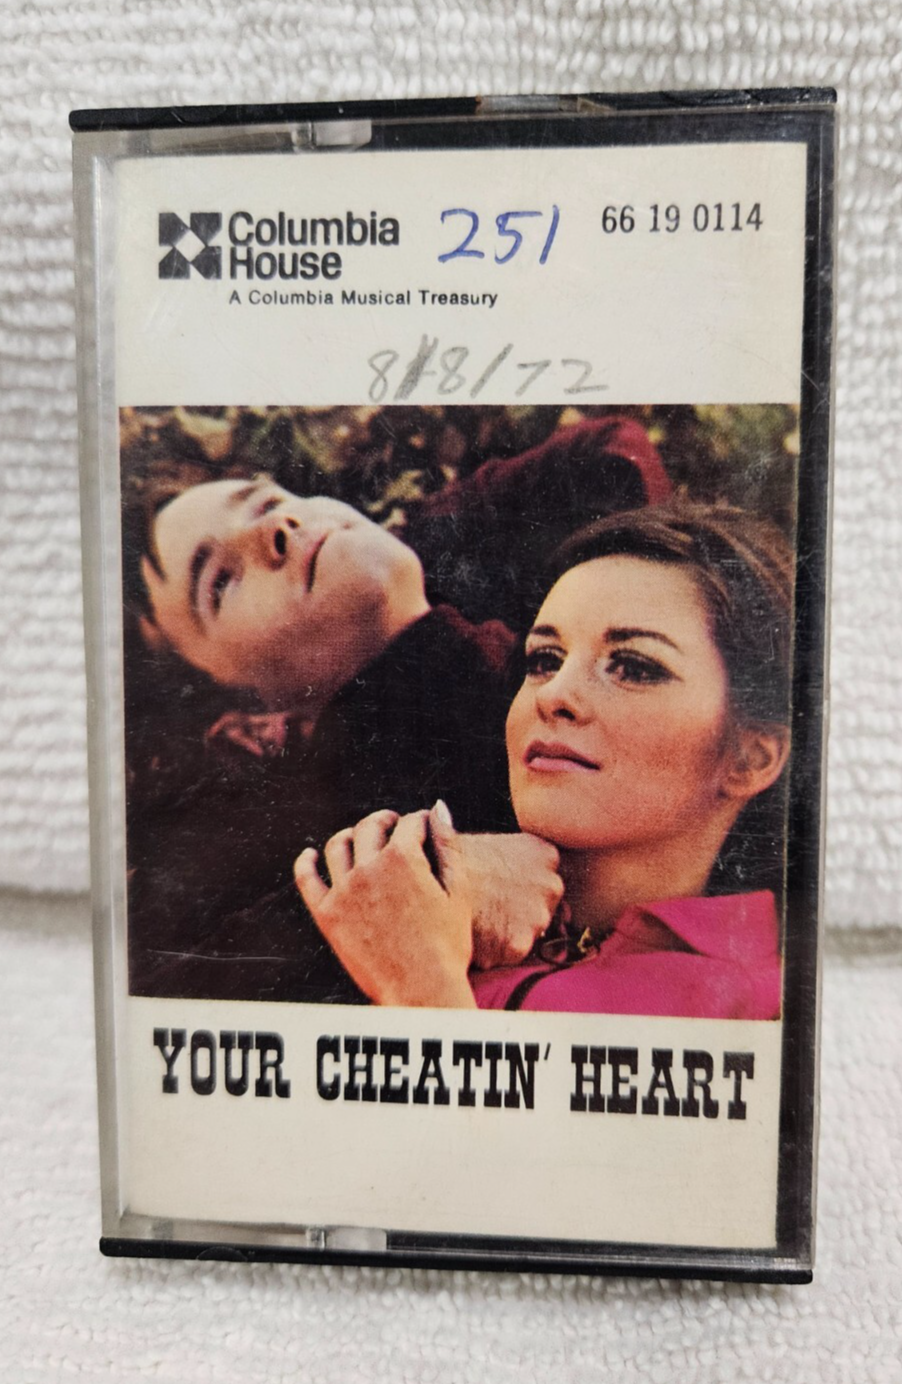 Columbia House
251
66 19 0114
A Columbia Musical Treasury
8/8/72
YOUR CHEATIN' HEART